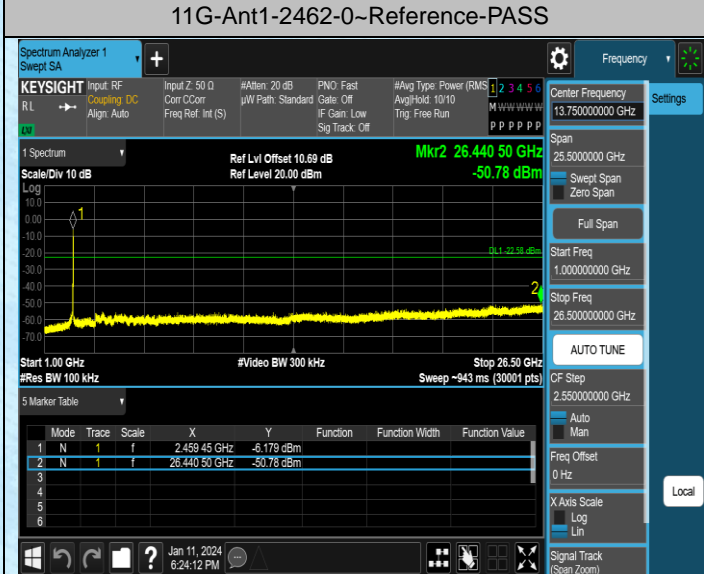 11G-Ant1-2462-0~Reference-PASS
Spectrum Analyzer 1
Swept SA
+
Frequency
KEYSIGHT
RL
LXI
Input: RF
Coupling: DC
Align: Auto
Input Z: 50 Ω
Corr CCorr
Freq Ref: Int (S)
#Atten: 20 dB
µW Path: Standard
PNO: Fast
Gate: Off
IF Gain: Low
Sig Track: Off
#Avg Type: Power (RMS
Avg|Hold: 10/10
Trig: Free Run
1 2 3 4 5 6
M W W W W W
P P P P P P
1 Spectrum
Scale/Div 10 dB
Ref Lvl Offset 10.69 dB
Ref Level 20.00 dBm
Mkr2 26.440 50 GHz
-50.78 dBm
Log
10.0
0.00
-10.0
-20.0
-30.0
-40.0
-50.0
-60.0
-70.0
1
DL1 -22.58 dBm
2
Start 1.00 GHz
#Video BW 300 kHz
Stop 26.50 GHz
#Res BW 100 kHz
Sweep ~943 ms (30001 pts)
5 Marker Table
Mode Trace Scale X Y Function Function Width Function Value
1 N 1 f 2.459 45 GHz -6.179 dBm
2 N 1 f 26.440 50 GHz -50.78 dBm
3
4
5
6
Jan 11, 2024
6:24:12 PM
?
Center Frequency
13.750000000 GHz
Settings
Span
25.5000000 GHz
Swept Span
Zero Span
Full Span
Start Freq
1.000000000 GHz
Stop Freq
26.500000000 GHz
AUTO TUNE
CF Step
2.550000000 GHz
Auto
Man
Freq Offset
0 Hz
Local
X Axis Scale
Log
Lin
Signal Track
(Span Zoom)